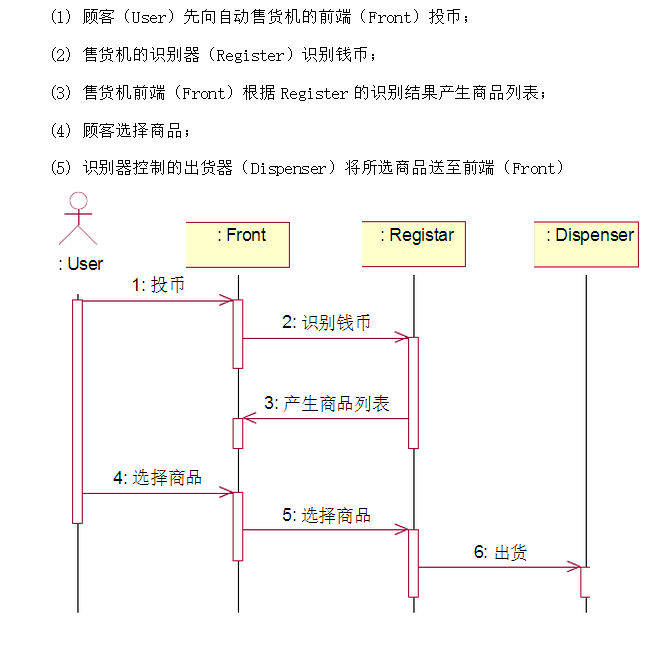 (1) 顾客（User）先向自动售货机的前端（Front）投币；
(2) 售货机的识别器（Register）识别钱币；
(3) 售货机前端（Front）根据 Register 的识别结果产生商品列表；
(4) 顾客选择商品；
(5) 识别器控制的出货器（Dispenser）将所选商品送至前端（Front）
: Front
: Registar
: Dispenser
: User
1: 投币
2: 识别钱币
3: 产生商品列表
4: 选择商品
5: 选择商品
6: 出货